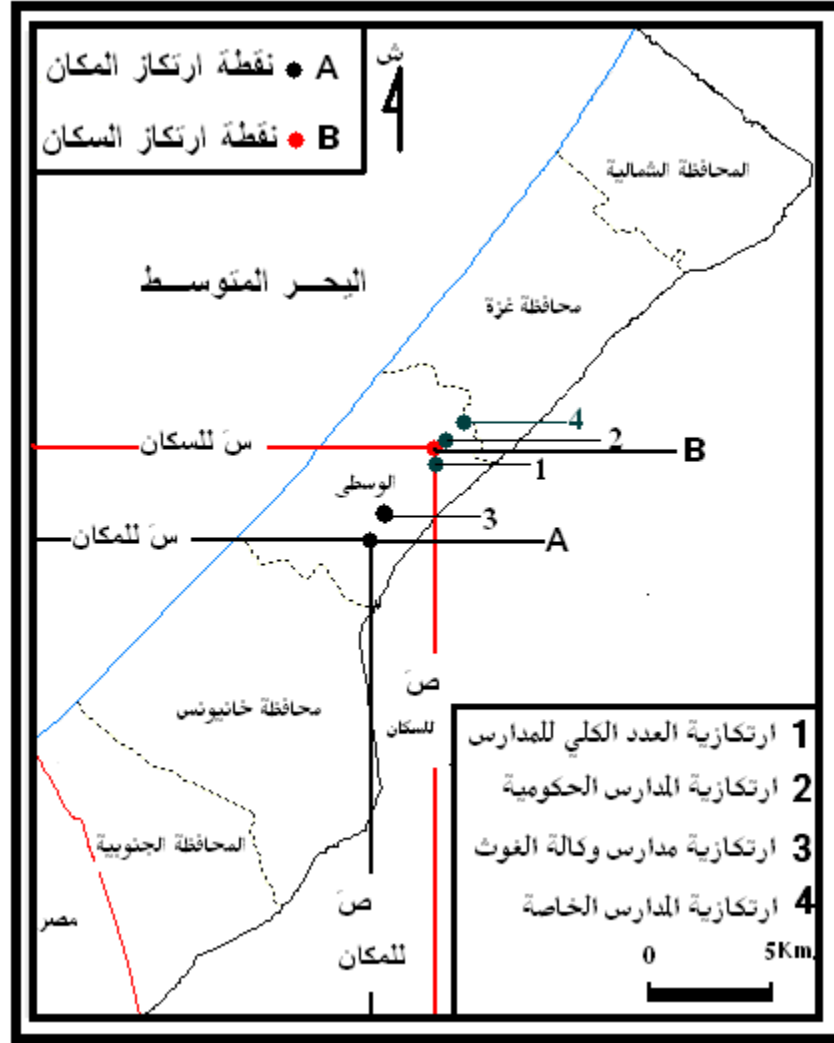 A • نقطة ارتكاز المكان
B • نقطة ارتكاز السكان
ش
المحافظة الشمالية
البحر المتوسط
محافظة غزة
4
سَ للسكان
2
B
1
الوسطى
3
سَ للمكان
A
صَ
للسكان
محافظة خانيونس
المحافظة الجنوبية
مصر
صَ
للمكان
1 ارتكازية العدد الكلي للمدارس
2 ارتكازية المدارس الحكومية
3 ارتكازية مدارس وكالة الغوث
4 ارتكازية المدارس الخاصة
0 5Km.